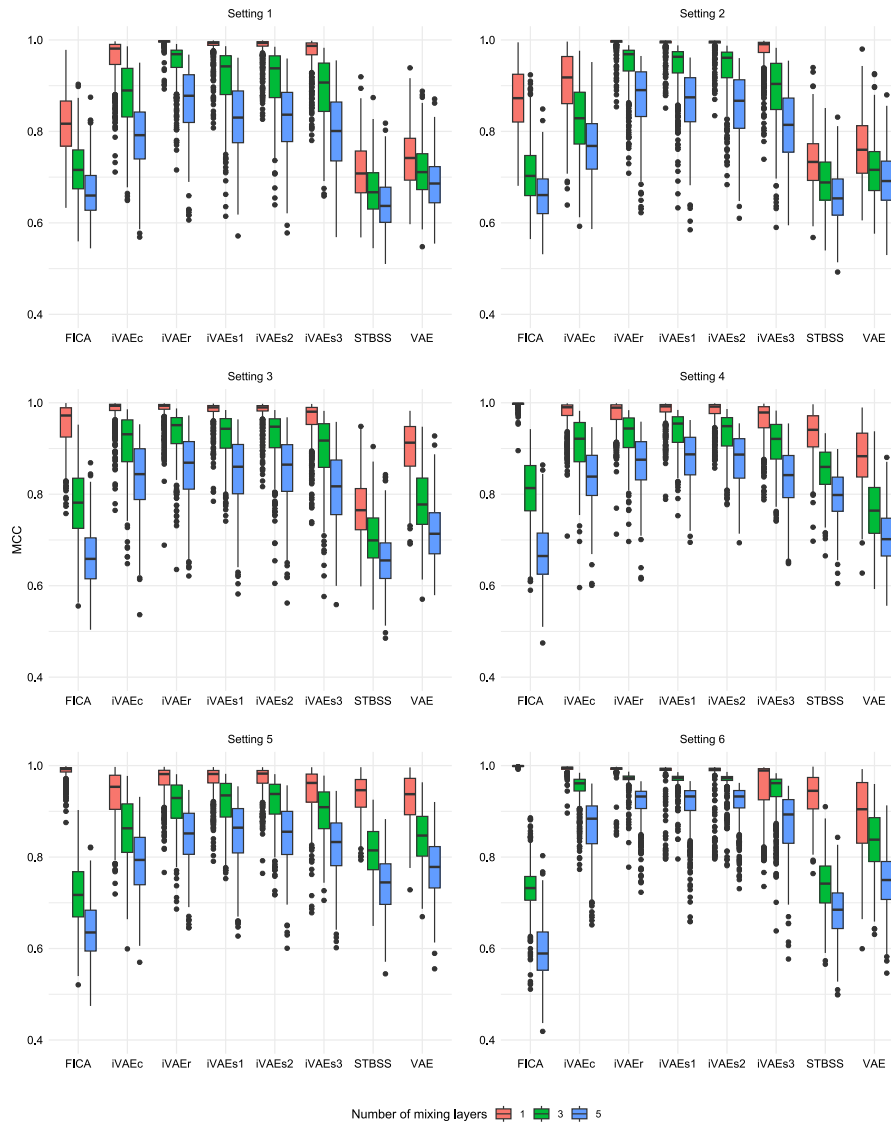 Setting 1
Setting 2
1.0
0.8
0.6
0.4
1.0
0.8
0.6
0.4
FICA iVAEc iVAEr iVAEs1 iVAEs2 iVAEs3 STBSS VAE
FICA iVAEc iVAEr iVAEs1 iVAEs2 iVAEs3 STBSS VAE
Setting 3
Setting 4
MCC
1.0
0.8
0.6
0.4
1.0
0.8
0.6
0.4
FICA iVAEc iVAEr iVAEs1 iVAEs2 iVAEs3 STBSS VAE
FICA iVAEc iVAEr iVAEs1 iVAEs2 iVAEs3 STBSS VAE
Setting 5
Setting 6
1.0
0.8
0.6
0.4
1.0
0.8
0.6
0.4
FICA iVAEc iVAEr iVAEs1 iVAEs2 iVAEs3 STBSS VAE
FICA iVAEc iVAEr iVAEs1 iVAEs2 iVAEs3 STBSS VAE
Number of mixing layers 1 3 5